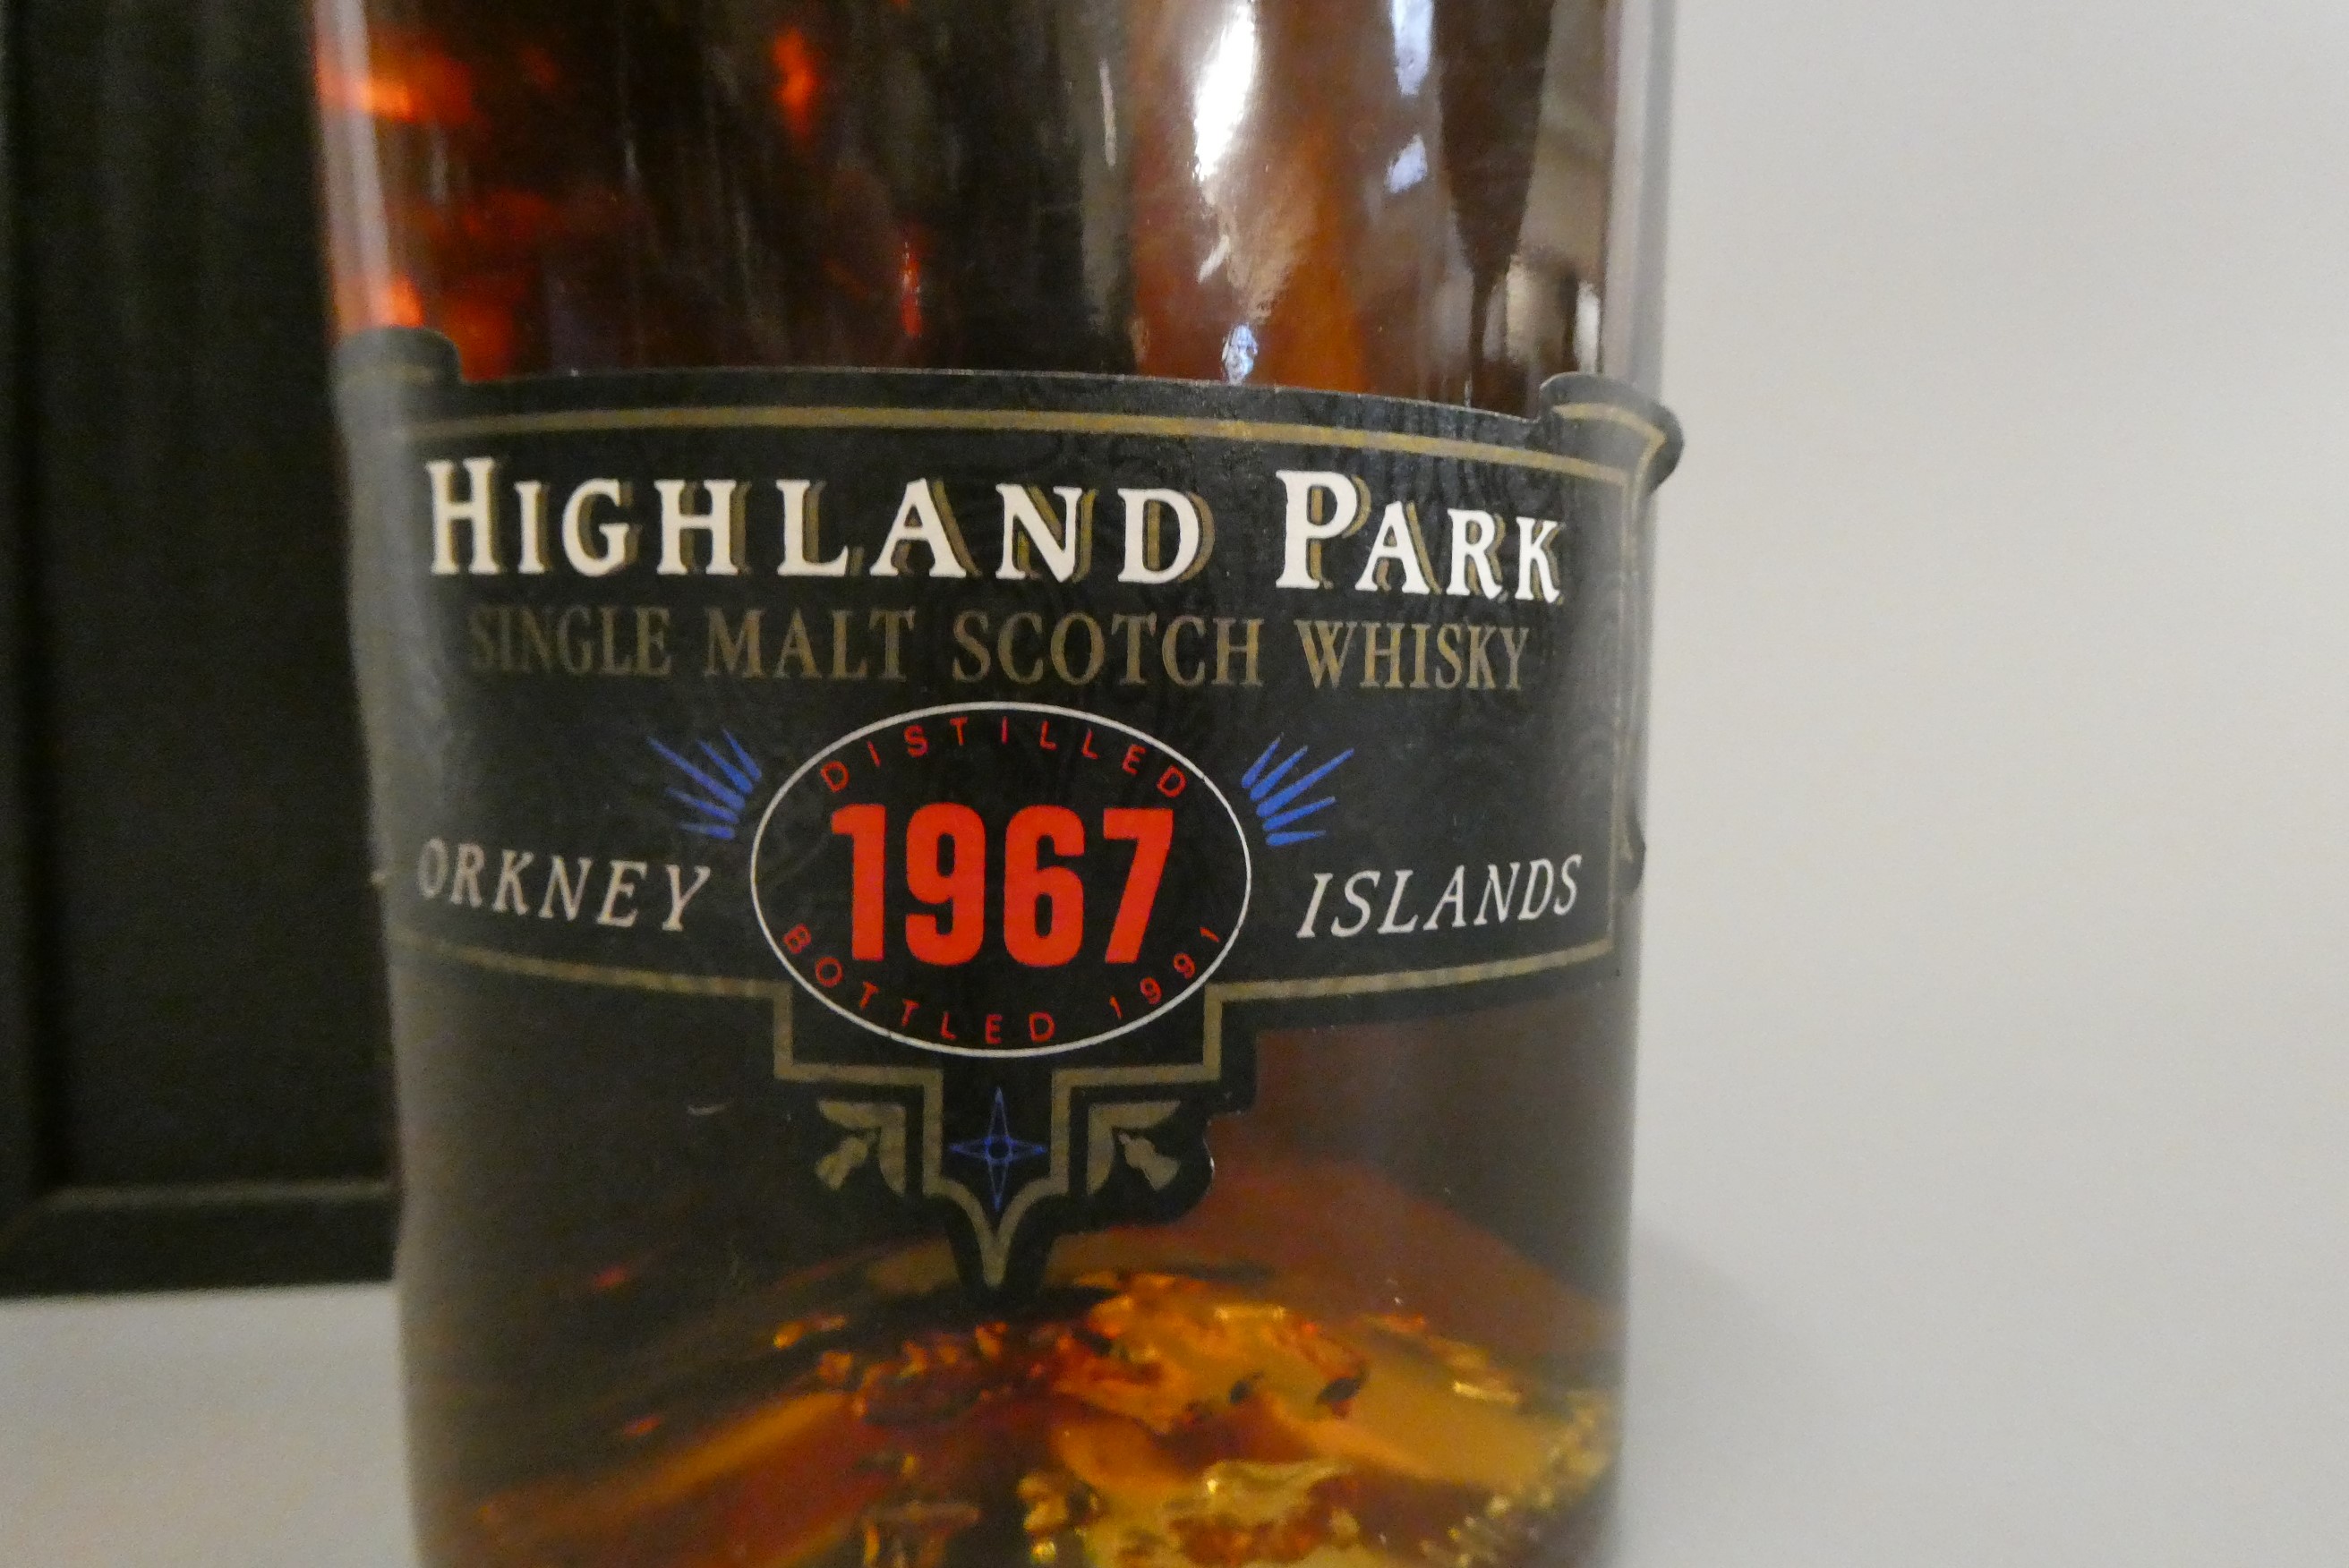 HIGHLAND PARK
SINGLE MALT SCOTCH WHISKY
DISTILLED
1967
ORKNEY ISLANDS
BOTTLED 1991